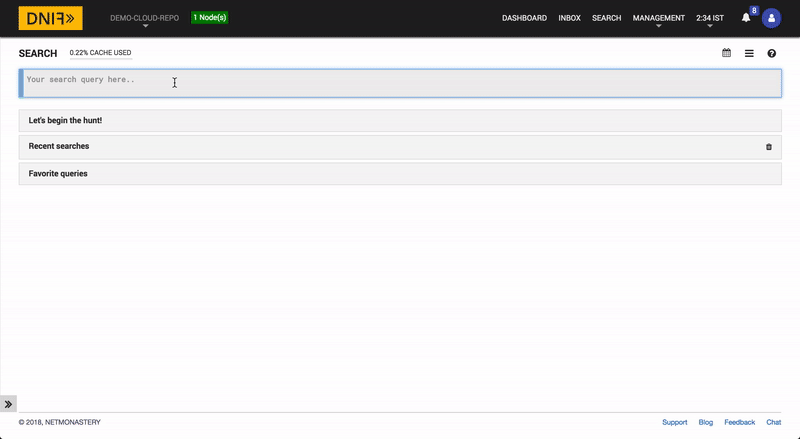 DNIF»
DEMO-CLOUD-REPO
1 Node(s)
DASHBOARD INBOX SEARCH MANAGEMENT 2:34 IST 8
SEARCH 0.22% CACHE USED
Your search query here..
Let's begin the hunt!
Recent searches
Favorite queries
© 2018, NETMONASTERY
Support Blog Feedback Chat